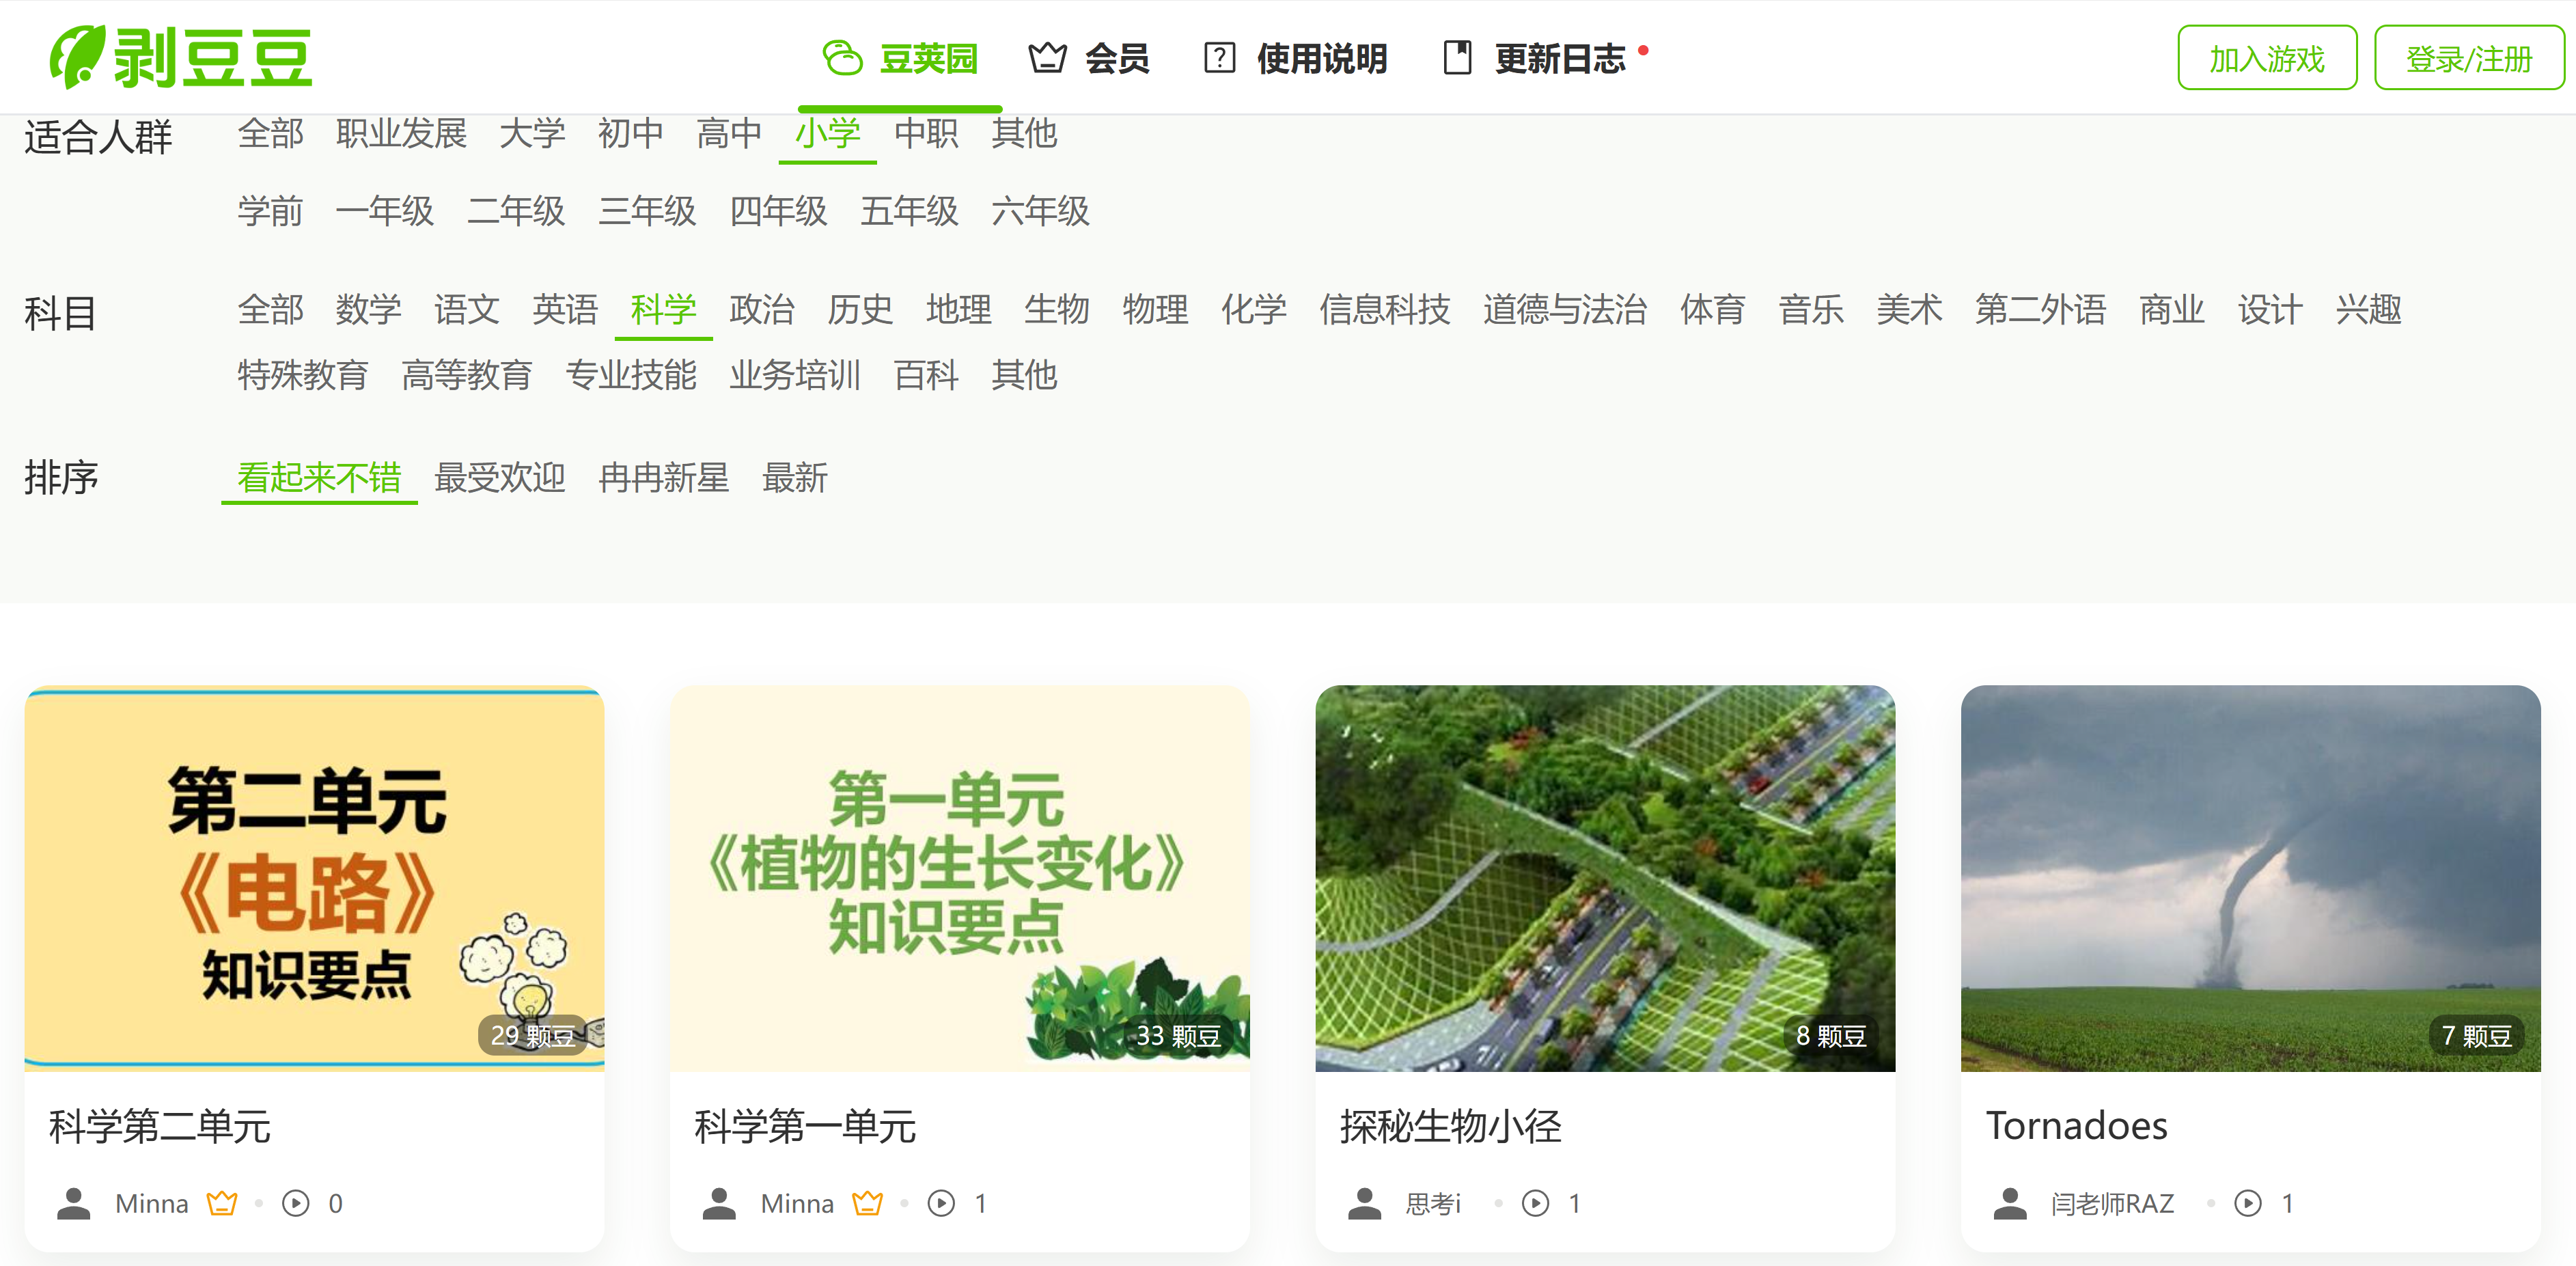 剥豆豆
豆荚园 会员 使用说明 更新日志
加入游戏 登录/注册
适合人群 全部 职业发展 大学 初中 高中 小学 中职 其他
学前 一年级 二年级 三年级 四年级 五年级 六年级
科目 全部 数学 语文 英语 科学 政治 历史 地理 生物 物理 化学 信息科技 道德与法治 体育 音乐 美术 第二外语 商业 设计 兴趣
特殊教育 高等教育 专业技能 业务培训 百科 其他
排序 看起来不错 最受欢迎 冉冉新星 最新
第二单元
《电路》
知识要点
29 颗豆
科学第二单元
Minna 0
第一单元
《植物的生长变化》
知识要点
33 颗豆
科学第一单元
Minna 1
8 颗豆
探秘生物小径
思考i 1
7 颗豆
Tornadoes
闫老师RAZ 1